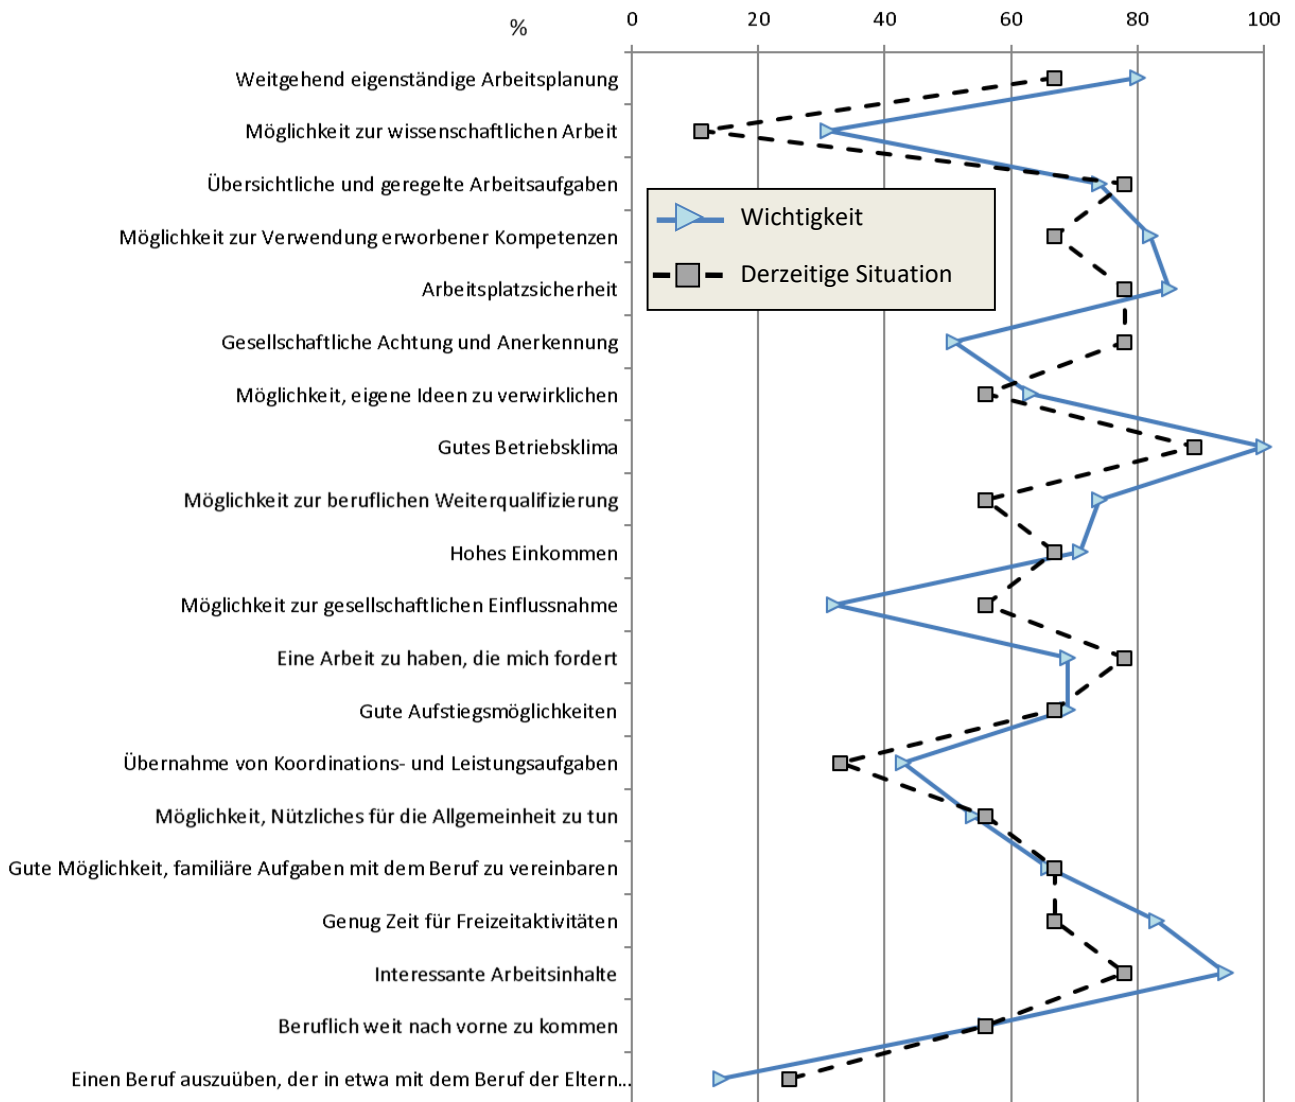 % 0 20 40 60 80 100
Weitgehend eigenständige Arbeitsplanung
Möglichkeit zur wissenschaftlichen Arbeit
Übersichtliche und geregelte Arbeitsaufgaben
Möglichkeit zur Verwendung erworbener Kompetenzen
Arbeitsplatzsicherheit
Gesellschaftliche Achtung und Anerkennung
Möglichkeit, eigene Ideen zu verwirklichen
Gutes Betriebsklima
Möglichkeit zur beruflichen Weiterqualifizierung
Hohes Einkommen
Möglichkeit zur gesellschaftlichen Einflussnahme
Eine Arbeit zu haben, die mich fordert
Gute Aufstiegsmöglichkeiten
Übernahme von Koordinations- und Leistungsaufgaben
Möglichkeit, Nützliches für die Allgemeinheit zu tun
Gute Möglichkeit, familiäre Aufgaben mit dem Beruf zu vereinbaren
Genug Zeit für Freizeitaktivitäten
Interessante Arbeitsinhalte
Beruflich weit nach vorne zu kommen
Einen Beruf auszuüben, der in etwa mit dem Beruf der Eltern...
Wichtigkeit
Derzeitige Situation